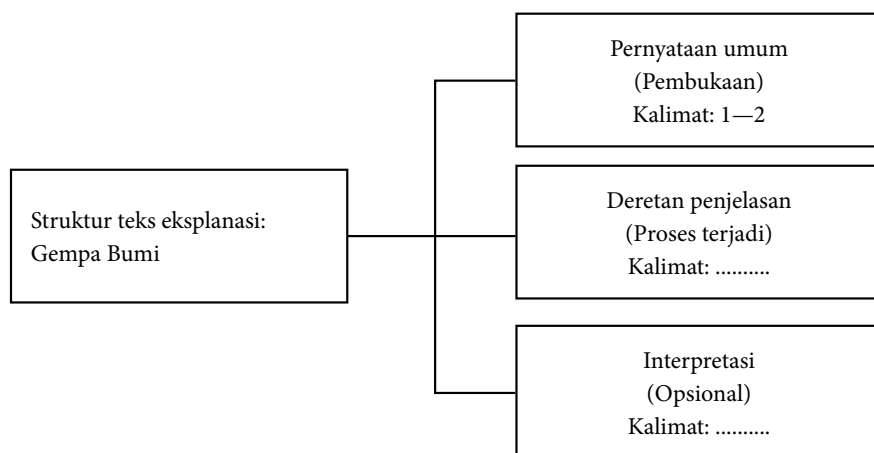 Pernyataan umum
(Pembukaan)
Kalimat: 1—2
Struktur teks eksplanasi:
Gempa Bumi
Deretan penjelasan
(Proses terjadi)
Kalimat: ..........
Interpretasi
(Opsional)
Kalimat: ..........